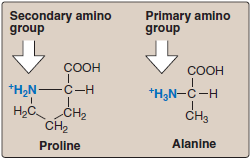 Secondary amino
group
Primary amino
group
COOH
⁺H₂N C–H
H₂C CH₂
CH₂
Proline
COOH
⁺H₃N–C–H
CH₃
Alanine